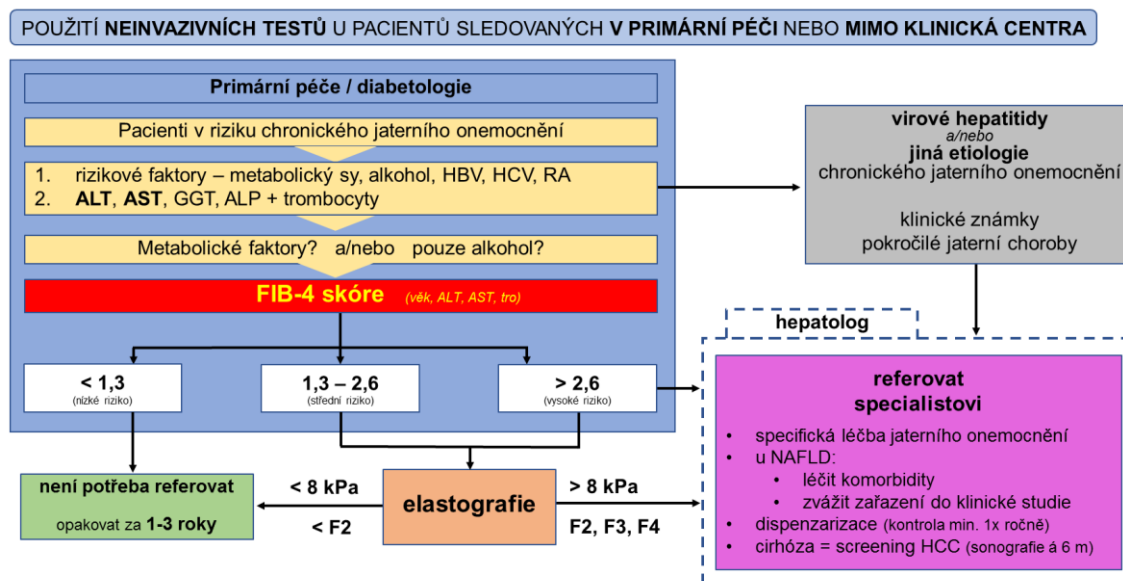 POUŽITÍ NEINVAZIVNÍCH TESTŮ U PACIENTŮ SLEDOVANÝCH V PRIMÁRNÍ PÉČI NEBO MIMO KLINICKÁ CENTRA
Primární péče / diabetologie
Pacienti v riziku chronického jaterního onemocnění
1. rizikové faktory – metabolický sy, alkohol, HBV, HCV, RA
2. ALT, AST, GGT, ALP + trombocyty
Metabolické faktory? a/nebo pouze alkohol?
FIB-4 skóre (věk, ALT, AST, tro)
< 1,3
(nízké riziko)
1,3 – 2,6
(střední riziko)
> 2,6
(vysoké riziko)
virové hepatitidy
a/nebo
jiná etiologie
chronického jaterního onemocnění
klinické známky
pokročilé jaterní choroby
hepatolog
referovat
specialistovi
• specifická léčba jaterního onemocnění
• u NAFLD:
• léčit komorbidity
• zvážit zařazení do klinické studie
• dispenzarizace (kontrola min. 1x ročně)
• cirhóza = screening HCC (sonografie á 6 m)
není potřeba referovat
opakovat za 1-3 roky
< 8 kPa
< F2
elastografie
> 8 kPa
F2, F3, F4